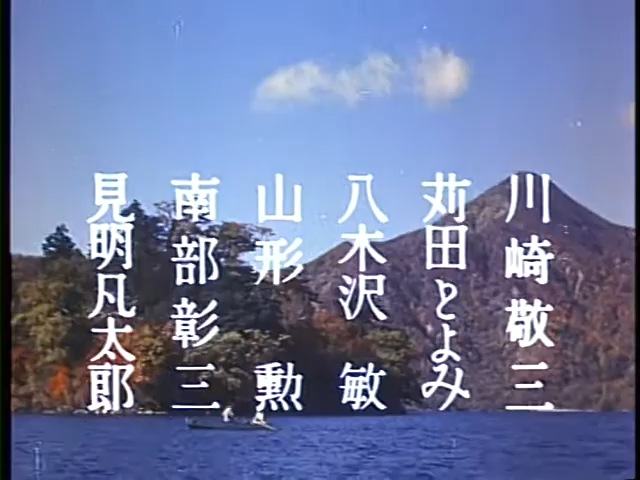 川崎敬三
苅田とよみ
八木沢敏
山形勲
南部彰三
見明凡太郎